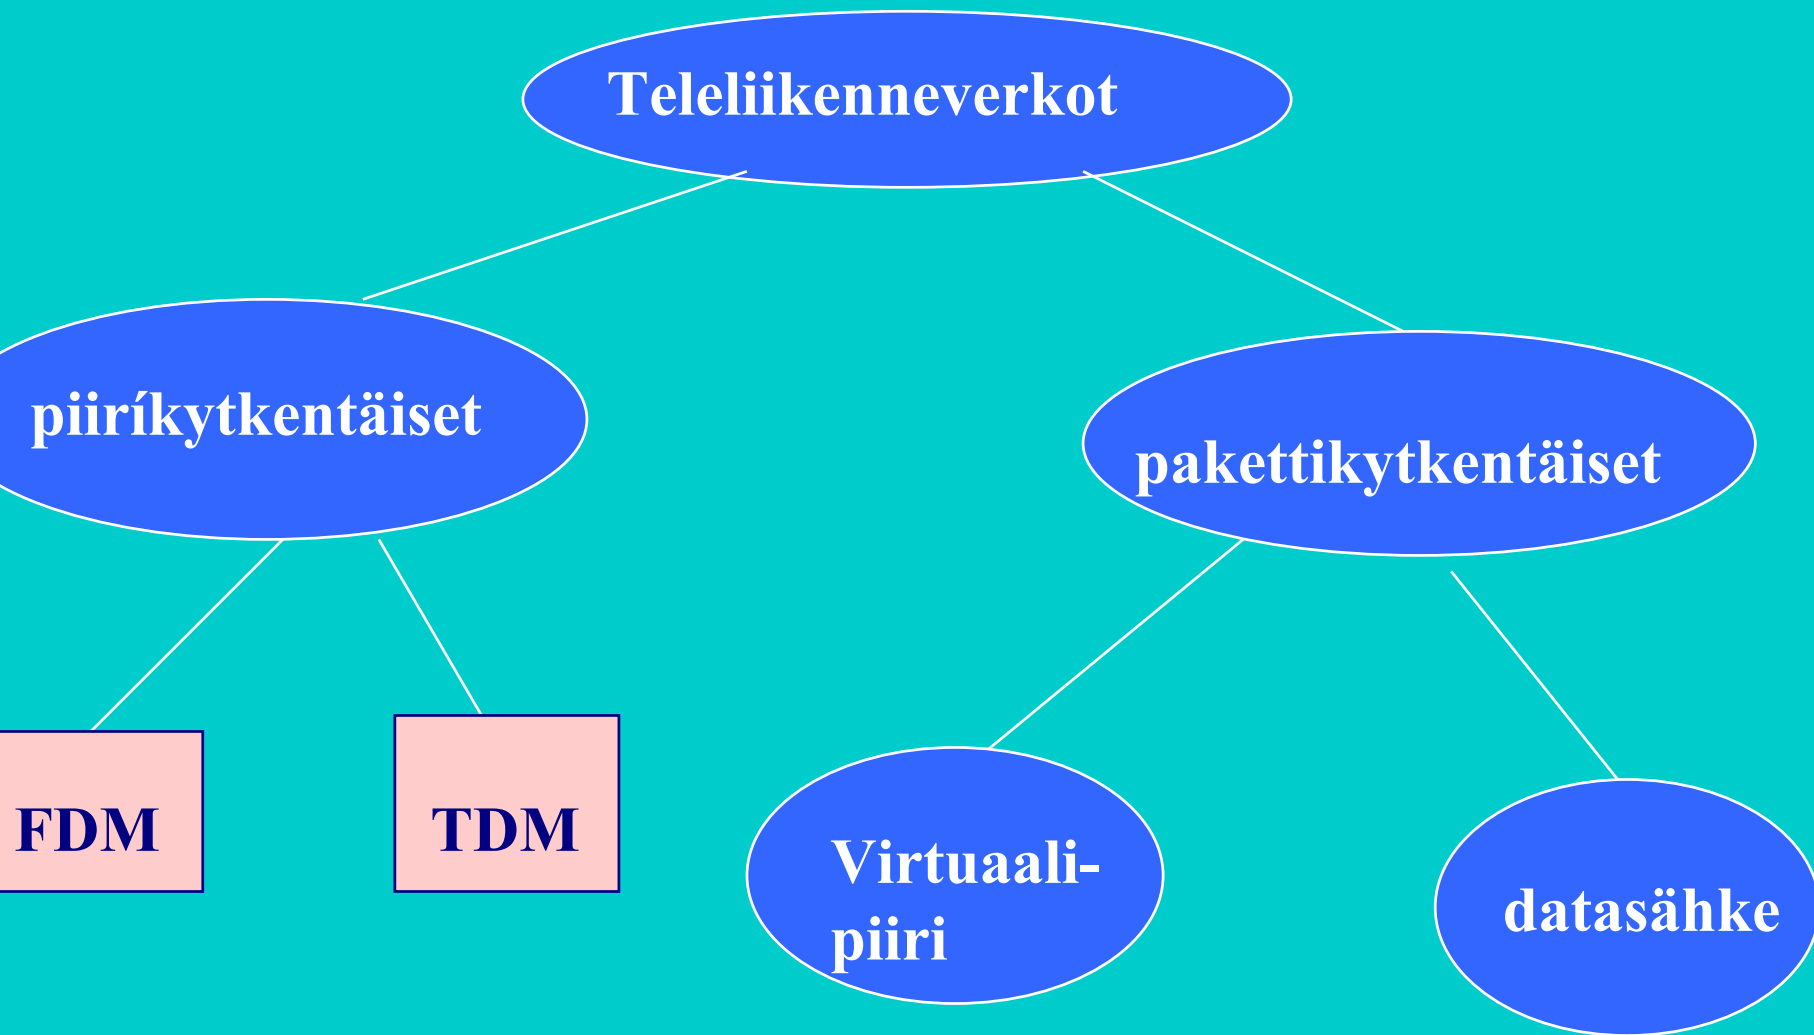 Teleliikenneverkot
piiríkytkentäiset
pakettikytkentäiset
FDM
TDM
Virtuaali-
piiri
datasähke